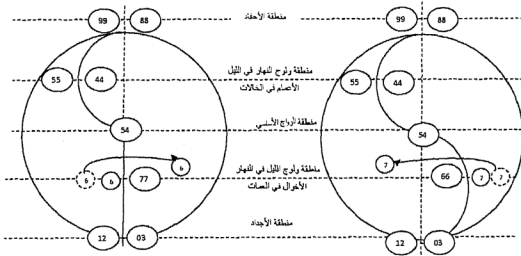 99 88 منطقة الأحفاد 99 88
منطقة ولوج النهار في الليل
55 44 الأعمام في الخالات 55 44
54 منطقة الزواج الأساسي 54
6 7
منطقة ولوج الليل في النهار
6 6 77 66 7 7
الأخوال في العمات
12 03 منطقة الأجداد 12 03